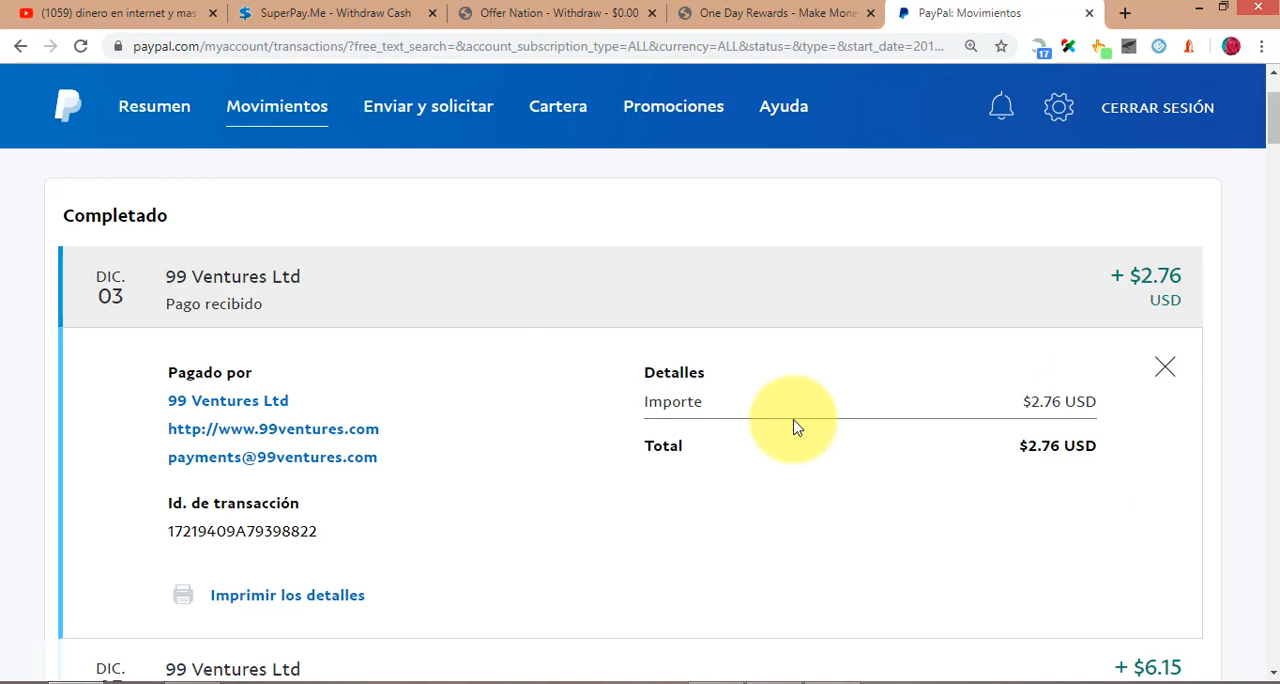 (1059) dinero en internet y mas
SuperPay.Me - Withdraw Cash
Offer Nation - Withdraw - $0.00
One Day Rewards - Make Mone
PayPal: Movimientos
paypal.com/myaccount/transactions/?free_text_search=&account_subscription_type=ALL&currency=ALL&status=&type=&start_date=201...
17
Resumen
Movimientos
Enviar y solicitar
Cartera
Promociones
Ayuda
CERRAR SESIÓN
Completado
DIC.
03
99 Ventures Ltd
Pago recibido
+ $2.76
USD
Pagado por
99 Ventures Ltd
http://www.99ventures.com
payments@99ventures.com
Id. de transacción
17219409A79398822
Imprimir los detalles
Detalles
Importe $2.76 USD
Total $2.76 USD
DIC.
99 Ventures Ltd
+ $6.15